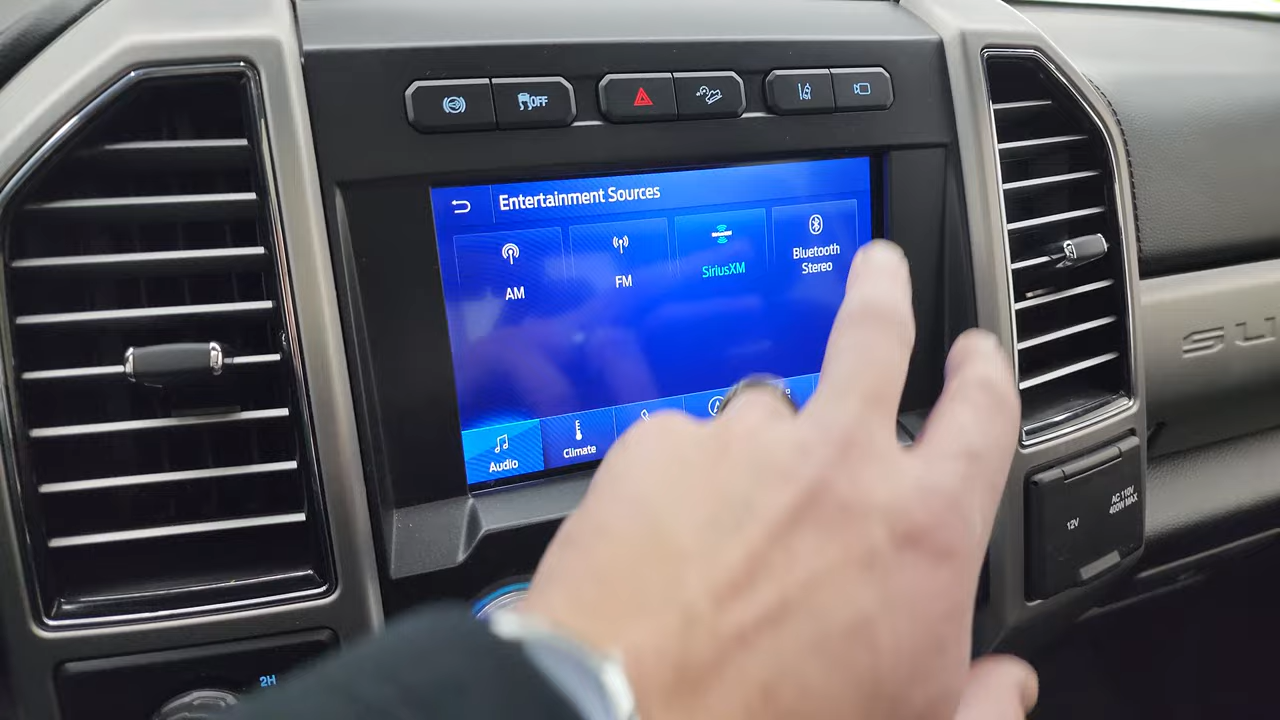 OFF
Entertainment Sources
AM
FM
SiriusXM
Bluetooth
Stereo
Audio
Climate
12V
AC 110V
400W MAX
2H